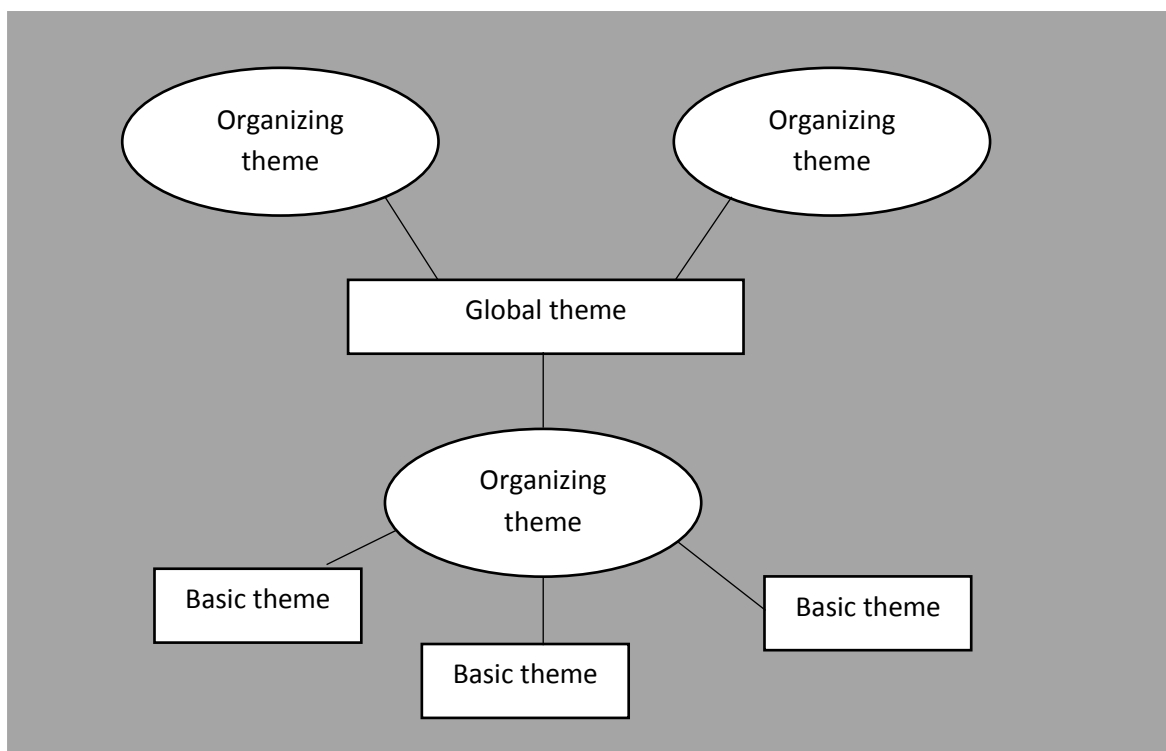 Organizing
theme
Organizing
theme
Global theme
Organizing
theme
Basic theme
Basic theme
Basic theme